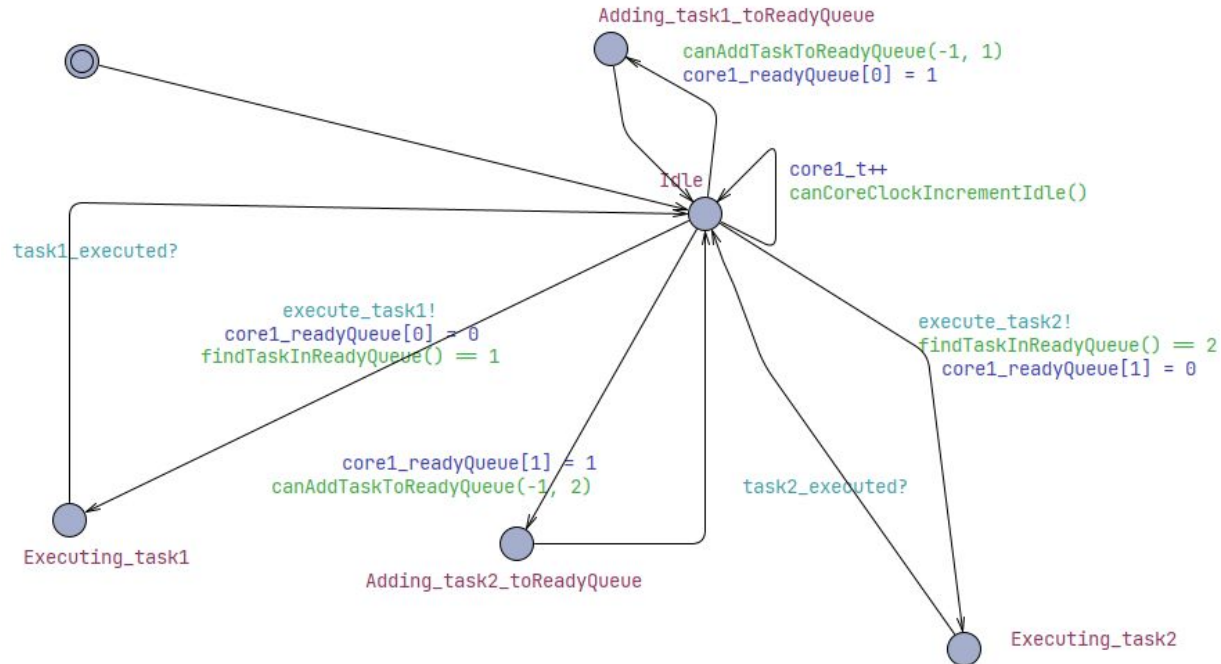 Adding_task1_toReadyQueue
canAddTaskToReadyQueue(-1, 1)
core1_readyQueue[0] = 1
Idle
core1_t++
canCoreClockIncrementIdle()
task1_executed?
execute_task1!
core1_readyQueue[0] = 0
findTaskInReadyQueue() == 1
execute_task2!
findTaskInReadyQueue() == 2
core1_readyQueue[1] = 0
core1_readyQueue[1] = 1
canAddTaskToReadyQueue(-1, 2)
task2_executed?
Executing_task1
Adding_task2_toReadyQueue
Executing_task2